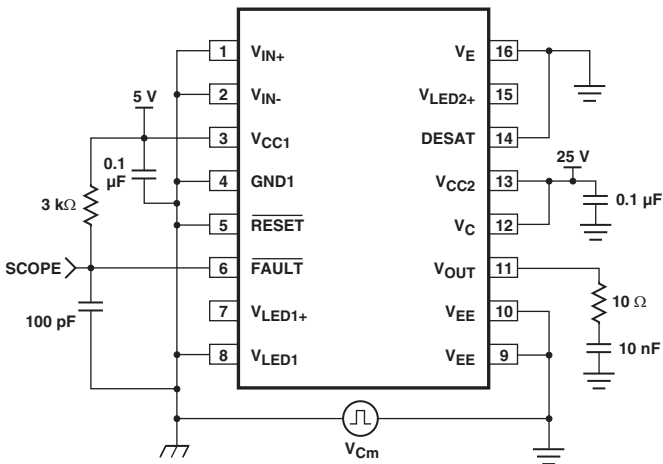 1 V_IN+
2 V_IN-
3 V_CC1
4 GND1
5 RESET
6 FAULT
7 V_LED1+
8 V_LED1
V_E 16
V_LED2+ 15
DESAT 14
V_CC2 13
V_C 12
V_OUT 11
V_EE 10
V_EE 9
5 V
0.1
µF
3 kΩ
SCOPE
100 pF
25 V
0.1 µF
10 Ω
10 nF
V_Cm